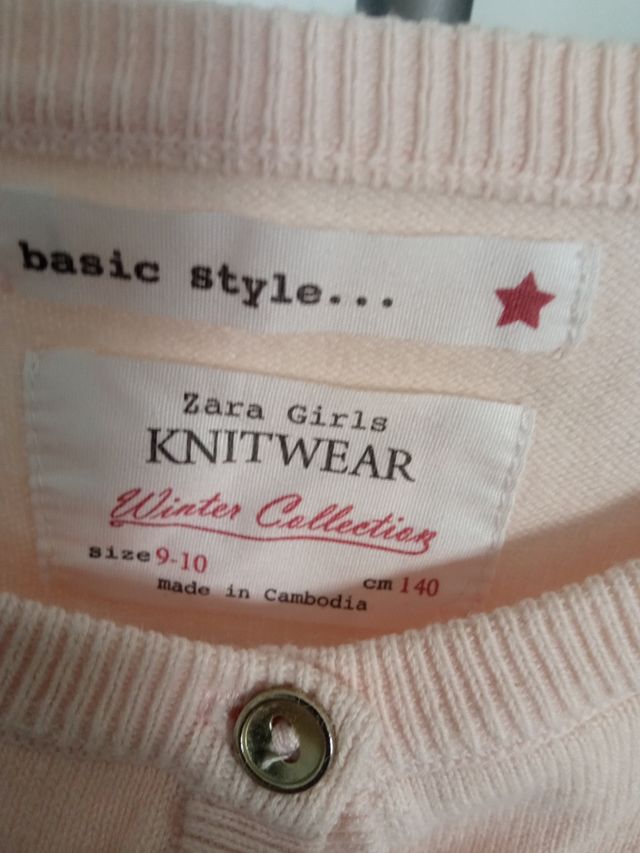 basic style...
Zara Girls
KNITWEAR
Winter Collection
size 9-10
cm 140
made in Cambodia